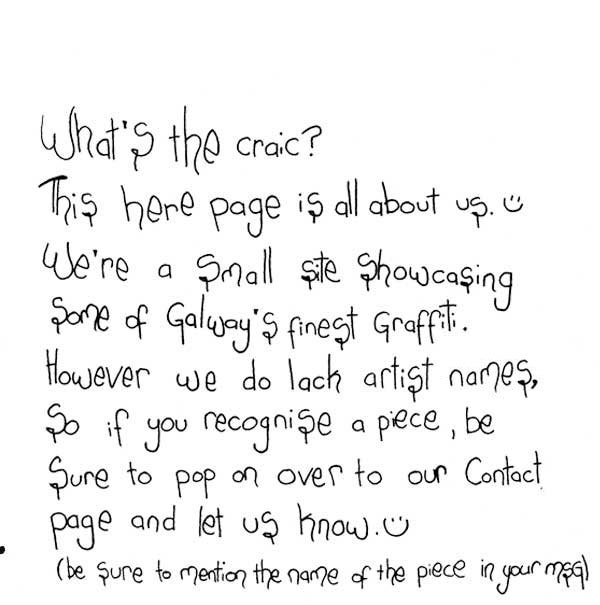 What's the craic?
This here page is all about us. ☺
We're a small site showcasing
some of Galway's finest Graffiti.
However we do lack artist names,
So if you recognise a piece, be
sure to pop on over to our Contact
page and let us know. ☺
(be sure to mention the name of the piece in your msg)